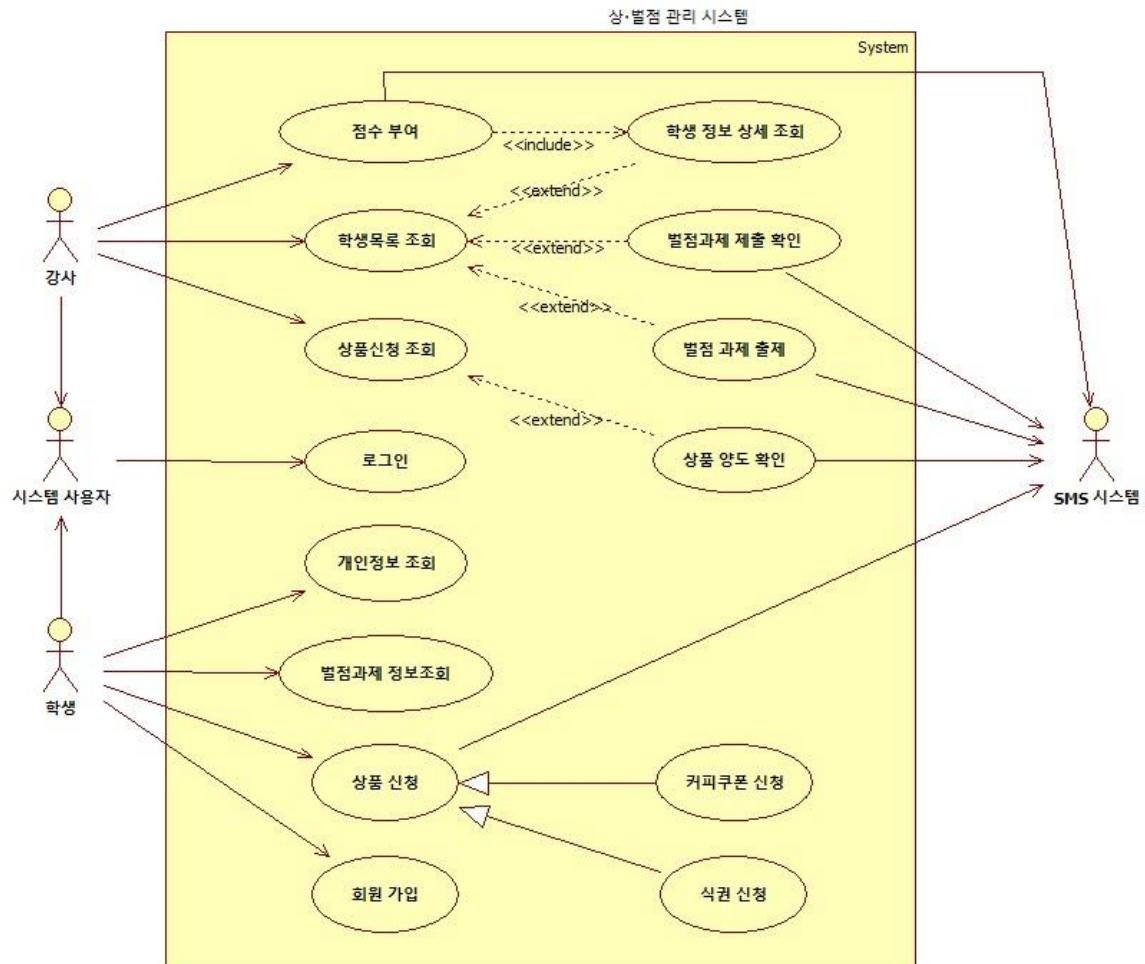 상·벌점 관리 시스템
System
점수 부여
<<include>>
학생 정보 상세 조회
<<extend>>
강사
학생목록 조회
<<extend>>
벌점과제 제출 확인
<<extend>>
상품신청 조회
벌점 과제 출제
<<extend>>
시스템 사용자
로그인
상품 양도 확인
SMS 시스템
개인정보 조회
학생
벌점과제 정보조회
상품 신청
커피쿠폰 신청
회원 가입
식권 신청